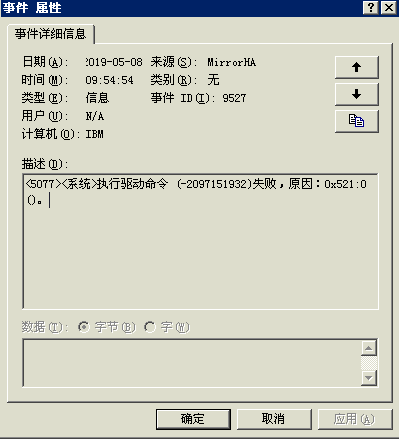 事件 属性
事件详细信息
日期(A): 2019-05-08 来源(S): MirrorHA
时间(M): 09:54:54 类别(R): 无
类型(E): 信息 事件 ID(I): 9527
用户(U): N/A
计算机(O): IBM
描述(D):
<5077><系统>执行驱动命令 (-2097151932)失败，原因：0x521:0
()。
数据(T): 字节(B) 字(W)
确定 取消 应用(A)